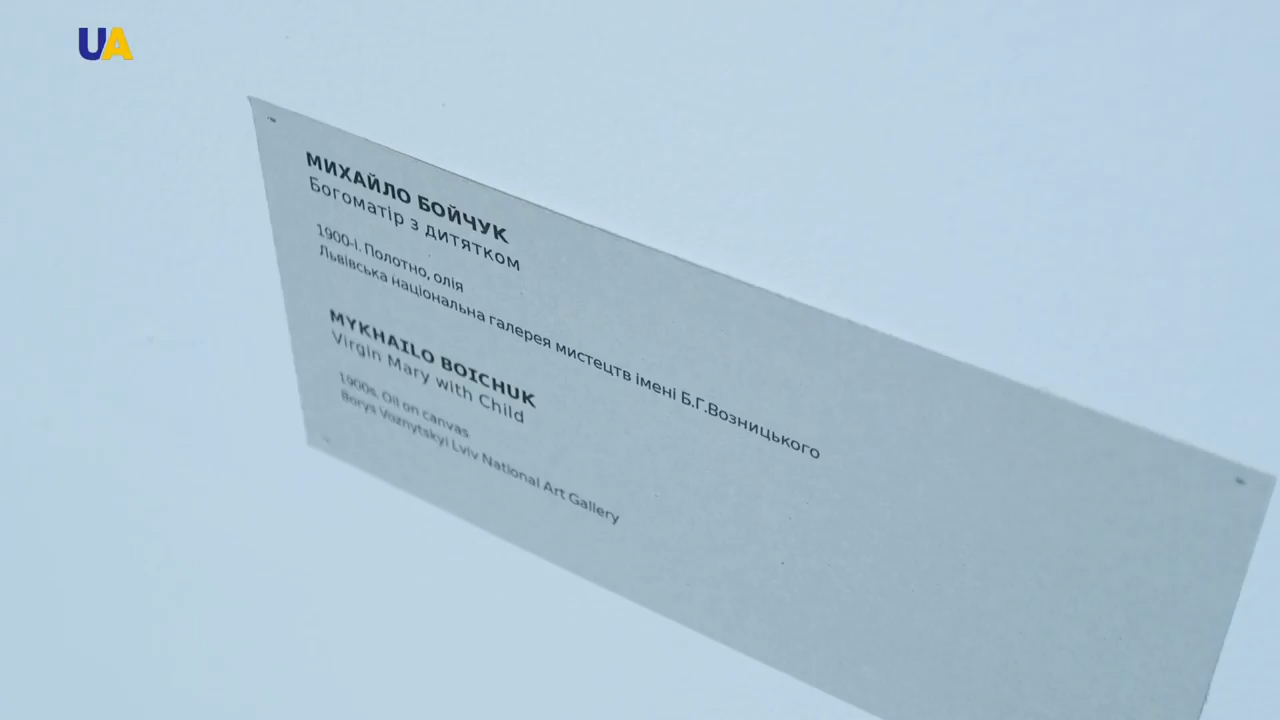 UA
МИХАЙЛО БОЙЧУК
Богоматір з дитятком
1900-і. Полотно, олія
Львівська національна галерея мистецтв імені Б.Г.Возницького
MYKHAILO BOICHUK
Virgin Mary with Child
1900s. Oil on canvas
Borys Voznytskyi Lviv National Art Gallery